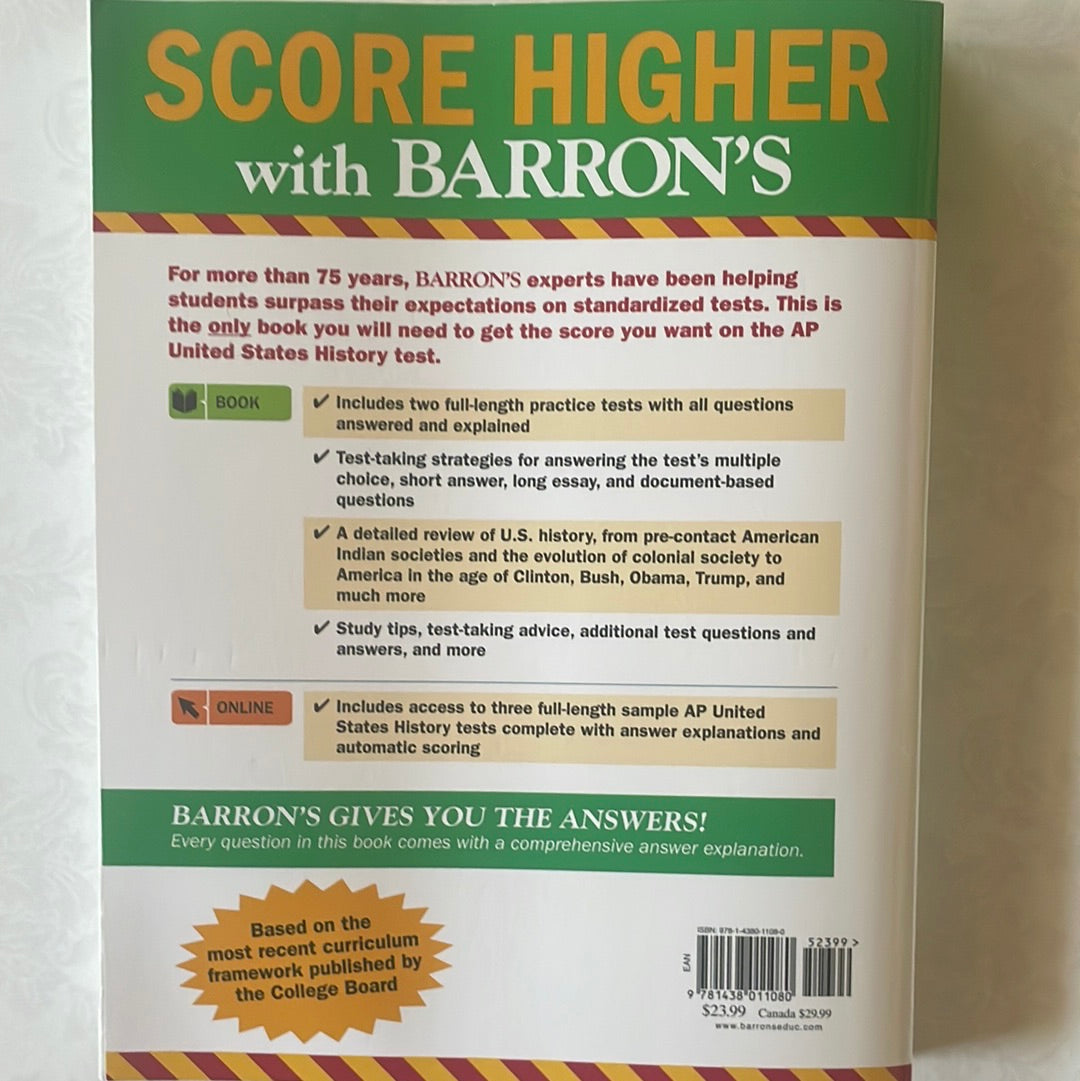 SCORE HIGHER
with BARRON'S
For more than 75 years, BARRON'S experts have been helping
students surpass their expectations on standardized tests. This is
the only book you will need to get the score you want on the AP
United States History test.
BOOK
✔ Includes two full-length practice tests with all questions
answered and explained
✔ Test-taking strategies for answering the test's multiple
choice, short answer, long essay, and document-based
questions
✔ A detailed review of U.S. history, from pre-contact American
Indian societies and the evolution of colonial society to
America in the age of Clinton, Bush, Obama, Trump, and
much more
✔ Study tips, test-taking advice, additional test questions and
answers, and more
ONLINE
✔ Includes access to three full-length sample AP United
States History tests complete with answer explanations and
automatic scoring
BARRON'S GIVES YOU THE ANSWERS!
Every question in this book comes with a comprehensive answer explanation.
Based on the
most recent curriculum
framework published by
the College Board
ISBN: 978-1-4380-1108-0
52399 >
EAN
9 781438 011080
$23.99 Canada $29.99
www.barronseduc.com